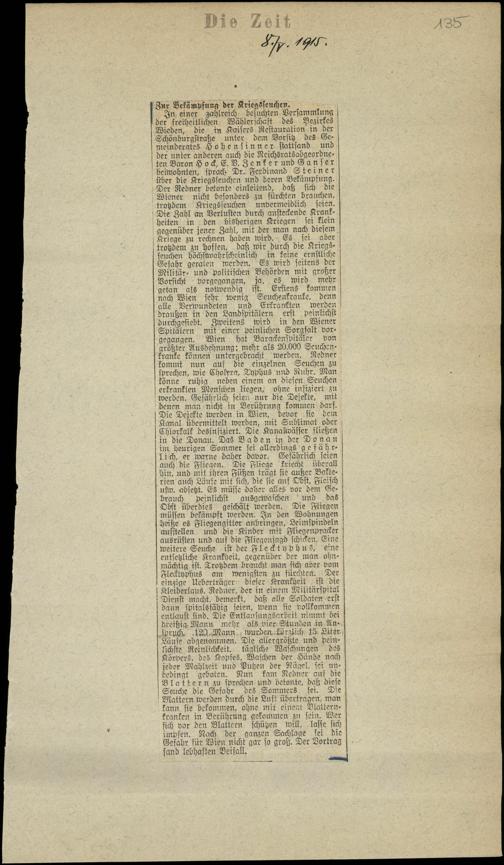 Die Zeit
135
8./V. 1915.
Zur Bekämpfung der Kriegsseuchen.
In einer zahlreich besuchten Versammlung
der freiheitlichen Wählerschaft des Bezirkes
Wieden, die in Kaisers Restauration in der
Schönburgstraße unter dem Vorsitz des Ge-
meinderates Hohensinner stattfand und
der unter anderen auch die Reichsratsabgeordne-
ten Baron Hock, E. V. Zenker und Ganser
beiwohnten, sprach Dr. Ferdinand Steiner
über die Kriegsseuchen und deren Bekämpfung.
Der Redner betonte einleitend, daß sich die
Wiener nicht besonders zu fürchten brauchen,
trotzdem Kriegsseuchen unvermeidlich seien.
Die Zahl an Verlusten durch ansteckende Krank-
heiten in den bisherigen Kriegen sei klein
gegenüber jener Zahl, mit der man nach diesem
Kriege zu rechnen haben wird. Es sei aber
trotzdem zu hoffen, daß wir durch die Kriegs-
seuchen höchstwahrscheinlich in keine ernstliche
Gefahr geraten werden. Es wird seitens der
Militär- und politischen Behörden mit großer
Vorsicht vorgegangen, ja, es wird mehr
getan als notwendig ist. Erstens kommen
nach Wien sehr wenig Seuchenkranke, denn
alle Verwundeten und Erkrankten werden
draußen in den Landspitälern erst peinlichst
durchgesiebt. Zweitens wird in den Wiener
Spitälern mit einer peinlichen Sorgfalt vor-
gegangen. Wien hat Barackenspitäler von
größter Ausdehnung; mehr als 20.000 Seuchen-
kranke können untergebracht werden. Redner
kommt nun auf die einzelnen Seuchen zu
sprechen, wie Cholera, Typhus und Ruhr. Man
könne ruhig neben einem an diesen Seuchen
erkrankten Menschen liegen, ohne infiziert zu
werden. Gefährlich seien nur die Dejekte, mit
denen man nicht in Berührung kommen darf.
Die Dejekte werden in Wien, bevor sie dem
Kanal übermittelt werden, mit Sublimat oder
Chlorkalk desinfiziert. Die Kanalwässer fließen
in die Donau. Das Baden in der Donau
im heurigen Sommer sei allerdings gefähr-
lich, er warne daher davor. Gefährlich seien
auch die Fliegen. Die Fliege kriecht überall
hin, und mit ihren Füßen trägt sie außer Bakte-
rien auch Läuse mit sich, die sie auf Obst, Fleisch
usw. absetzt. Es müsse daher alles vor dem Ge-
brauch peinlichst ausgewaschen und das
Obst überdies geschält werden. Die Fliegen
müssen bekämpft werden. In den Wohnungen
heiße es Fliegengitter anbringen, Leimspindeln
aufstellen und die Kinder mit Fliegenpracker
ausrüsten und auf die Fliegenjagd schicken. Eine
weitere Seuche ist der Flecktyphus, eine
entsetzliche Krankheit, gegenüber der man ohn-
mächtig ist. Trotzdem braucht man sich aber vom
Flecktyphus am wenigsten zu fürchten. Der
einzige Ueberträger dieser Krankheit ist die
Kleiderlaus. Redner, der in einem Militärspital
Dienst macht, bemerkt, daß alle Soldaten erst
dann spitalsfähig seien, wenn sie vollkommen
entlaust sind. Die Entlausungsarbeit nimmt bei
dreißig Mann mehr als vier Stunden in An-
spruch. 120 Mann wurden kürzlich 15 Liter
Läuse abgenommen. Die allergrößte und pein-
lichste Reinlichkeit, tägliche Waschungen des
Körpers, des Kopfes, Waschen der Hände nach
jeder Mahlzeit und Putzen der Nägel, sei un-
bedingt geboten. Nun kam Redner auf die
Blattern zu sprechen und betonte, daß diese
Seuche die Gefahr des Sommers sei. Die
Blattern werden durch die Luft übertragen, man
kann sie bekommen, ohne mit einem Blattern-
kranken in Berührung gekommen zu sein. Wer
sich vor den Blattern schützen will, lasse sich
impfen. Nach der ganzen Sachlage sei die
Gefahr für Wien nicht gar so groß. Der Vortrag
fand lebhaften Beifall.